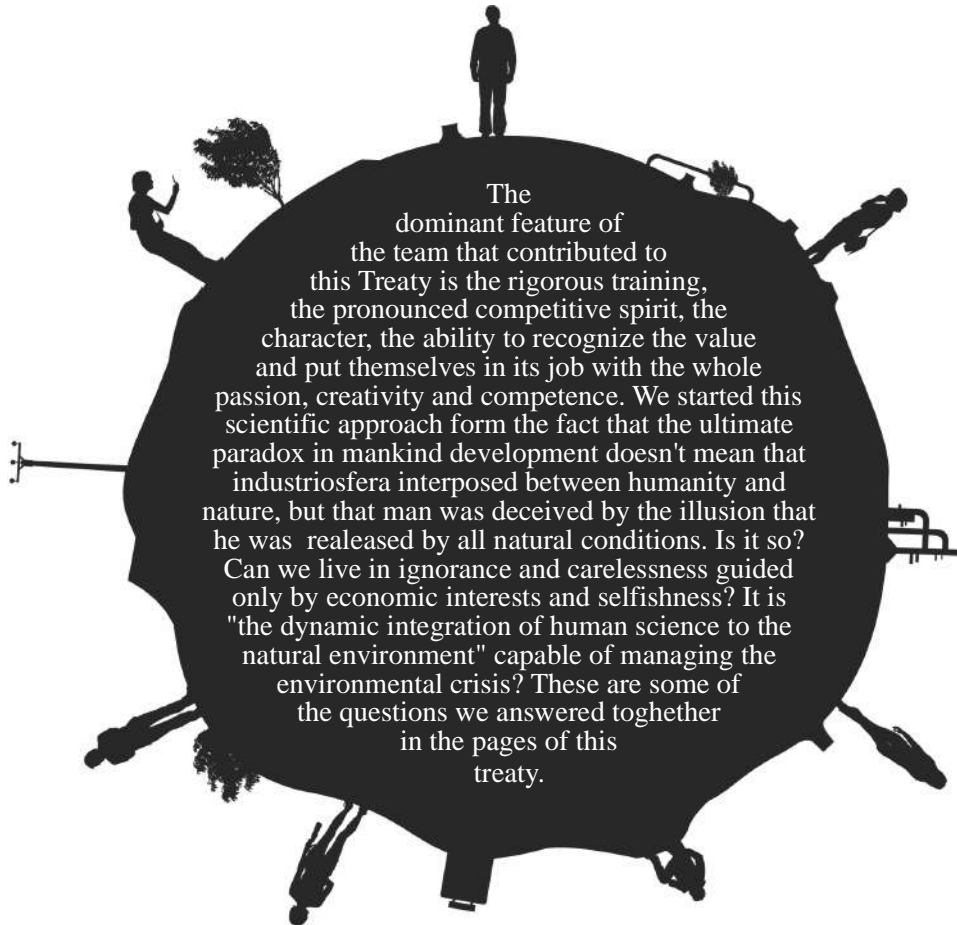 The
dominant feature of
the team that contributed to
this Treaty is the rigorous training,
the pronounced competitive spirit, the
character, the ability to recognize the value
and put themselves in its job with the whole
passion, creativity and competence. We started this
scientific approach form the fact that the ultimate
paradox in mankind development doesn't mean that
industriosfera interposed between humanity and
nature, but that man was deceived by the illusion that
he was  realeased by all natural conditions. Is it so?
Can we live in ignorance and carelessness guided
only by economic interests and selfishness? It is
"the dynamic integration of human science to the
natural environment" capable of managing the
environmental crisis? These are some of
the questions we answered toghether
in the pages of this
treaty.